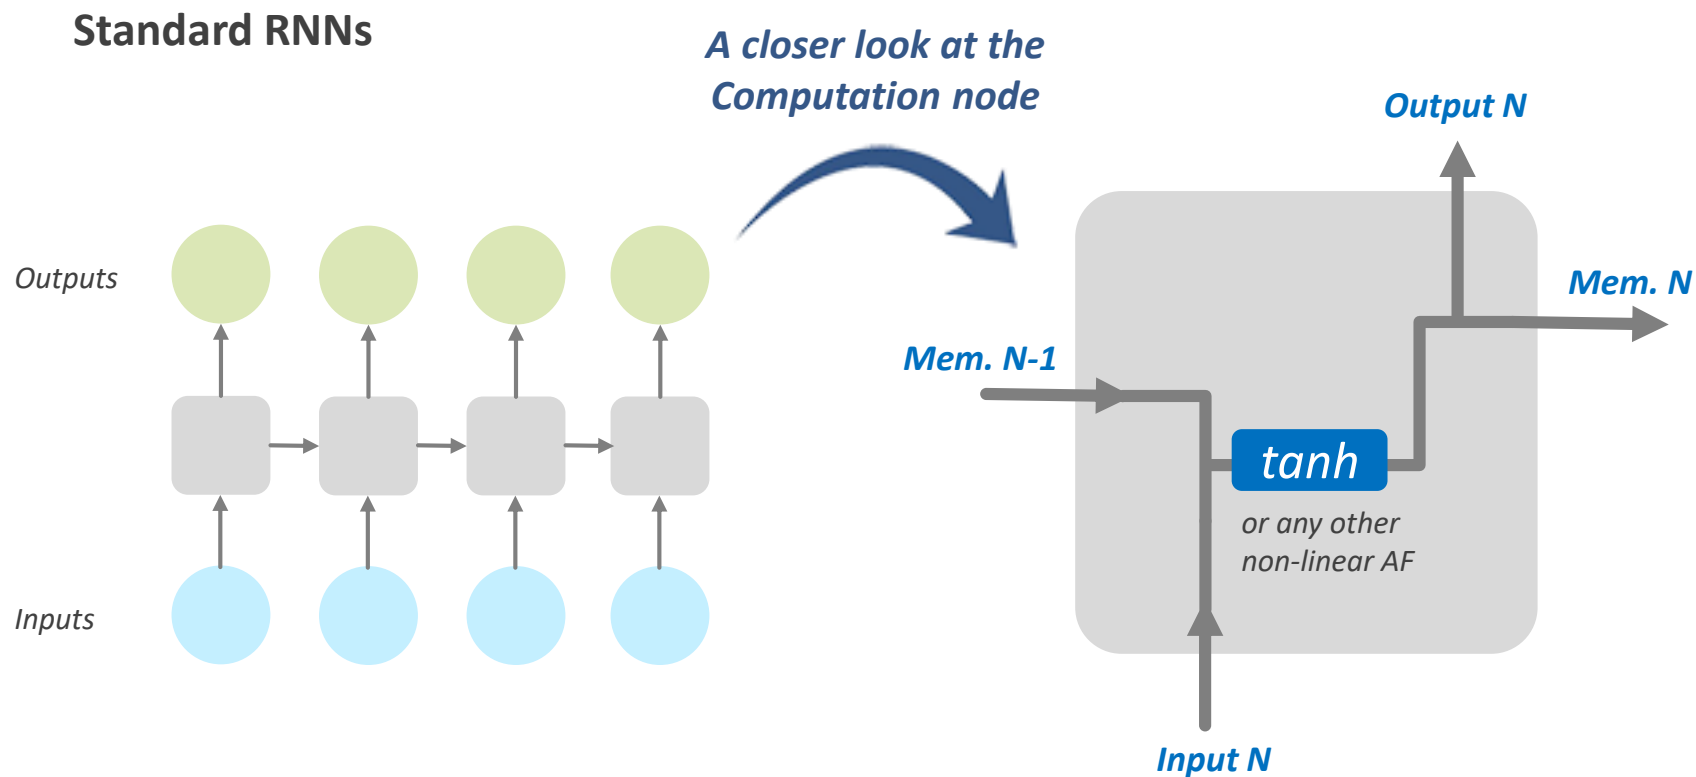 Standard RNNs
A closer look at the
Computation node
Output N
Outputs
Mem. N
Mem. N-1
tanh
or any other
non-linear AF
Inputs
Input N